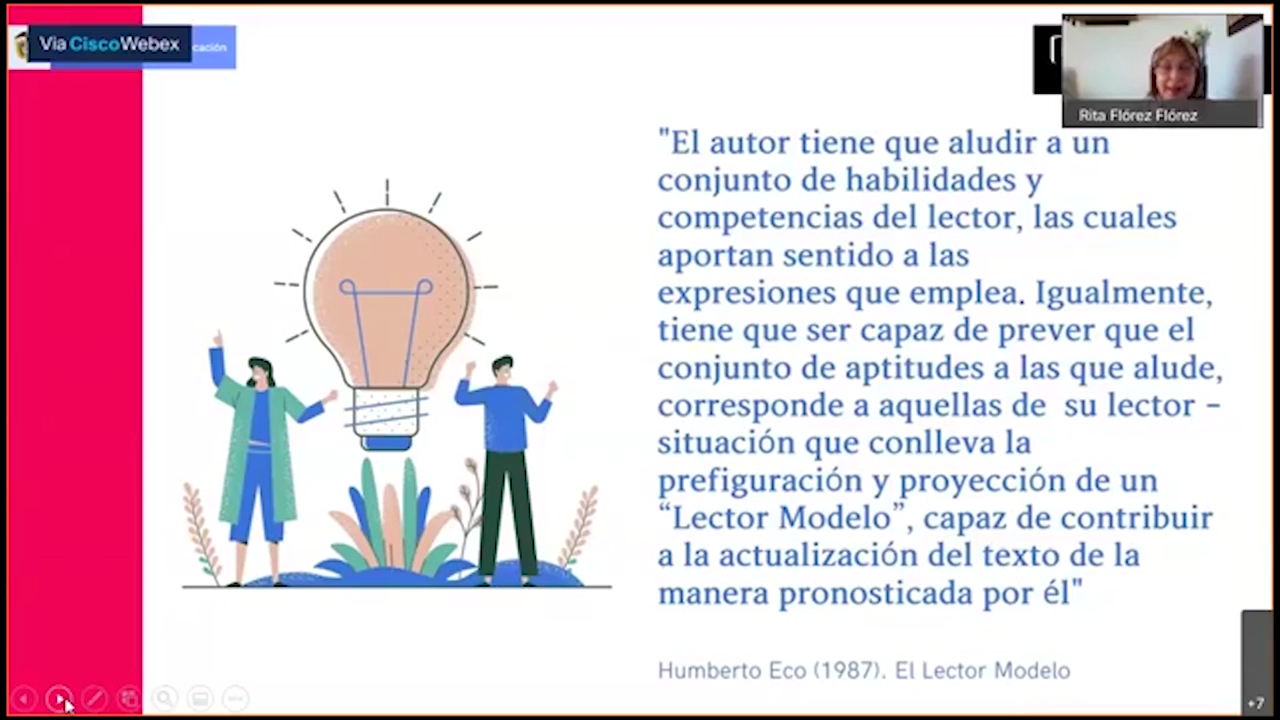 Via CiscoWebex
cación
Rita Flórez Flórez
"El autor tiene que aludir a un
conjunto de habilidades y
competencias del lector, las cuales
aportan sentido a las
expresiones que emplea. Igualmente,
tiene que ser capaz de prever que el
conjunto de aptitudes a las que alude,
corresponde a aquellas de  su lector –
situación que conlleva la
prefiguración y proyección de un
“Lector Modelo”, capaz de contribuir
a la actualización del texto de la
manera pronosticada por él"
Humberto Eco (1987). El Lector Modelo
+7